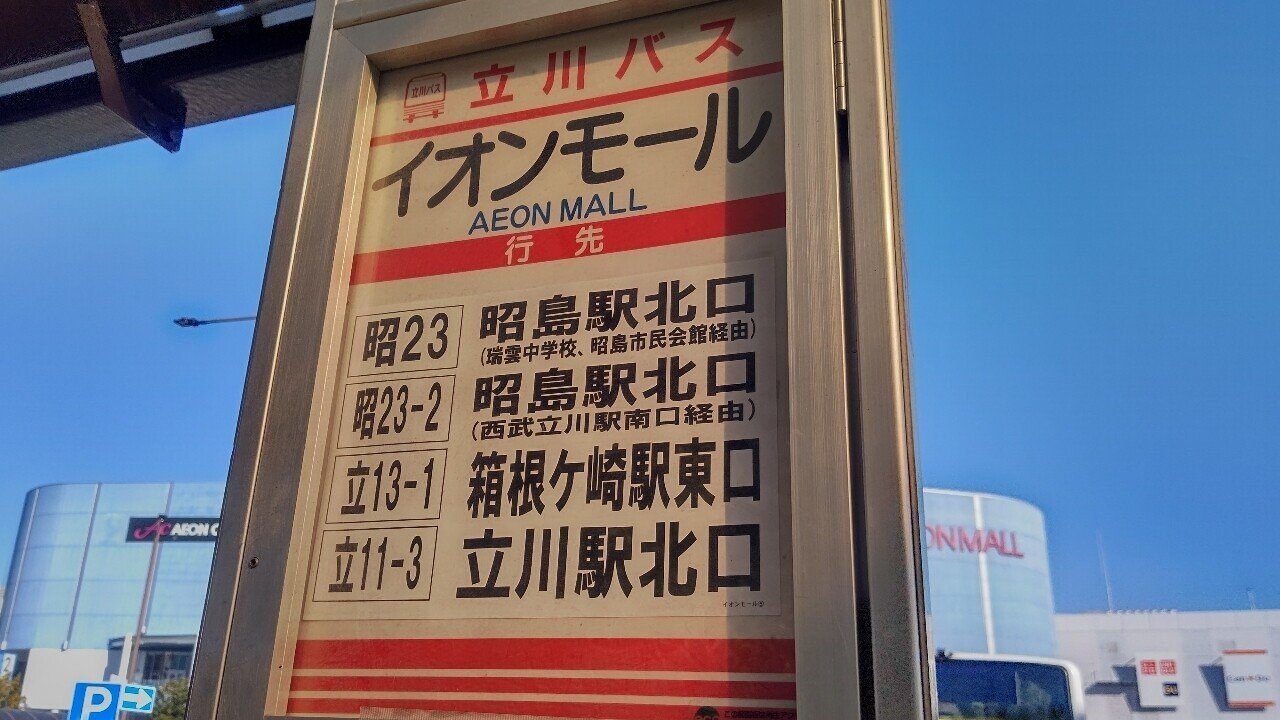 立川バス
立川バス
イオンモール
AEON MALL
行先
昭23
昭島駅北口
(瑞雲中学校、昭島市民会館経由)
昭23-2
昭島駅北口
(西武立川駅南口経由)
立13-1
箱根ケ崎駅東口
立11-3
立川駅北口
イオンモール⑤
AEON C
ON MALL
P